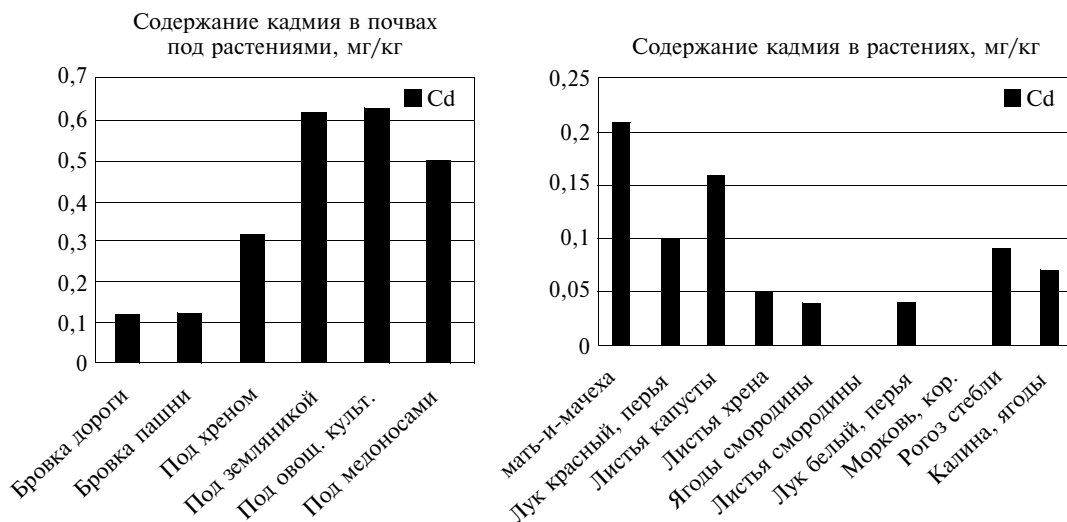 Содержание кадмия в почвах
под растениями, мг/кг
0,7
0,6
0,5
0,4
0,3
0,2
0,1
0
Cd
Бровка дороги
Бровка пашни
Под хреном
Под земляникой
Под овощ. культ.
Под медоносами
Содержание кадмия в растениях, мг/кг
0,25
0,2
0,15
0,1
0,05
0
Cd
мать-и-мачеха
Лук красный, перья
Листья капусты
Листья хрена
Ягоды смородины
Листья смородины
Лук белый, перья
Морковь, кор.
Рогоз стебли
Калина, ягоды